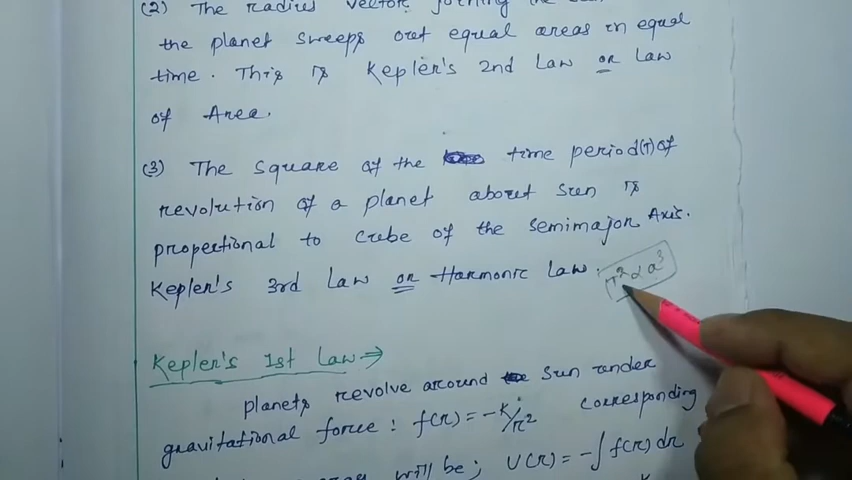 (2) The radius vector joining the
the planet sweeps out equal areas in equal
time. This is Kepler's 2nd Law or Law
of Area.
(3) The square of the time period(T) of
revolution of a planet about sun is
propertional to cube of the semimajor Axis.
Kepler's 3rd Law or Harmonic Law. T² α a³
Kepler's 1st Law →
planets revolve around sun under
gravitational force : f(r) = -K/r² corresponding
will be; U(r) = -∫ f(r) dr